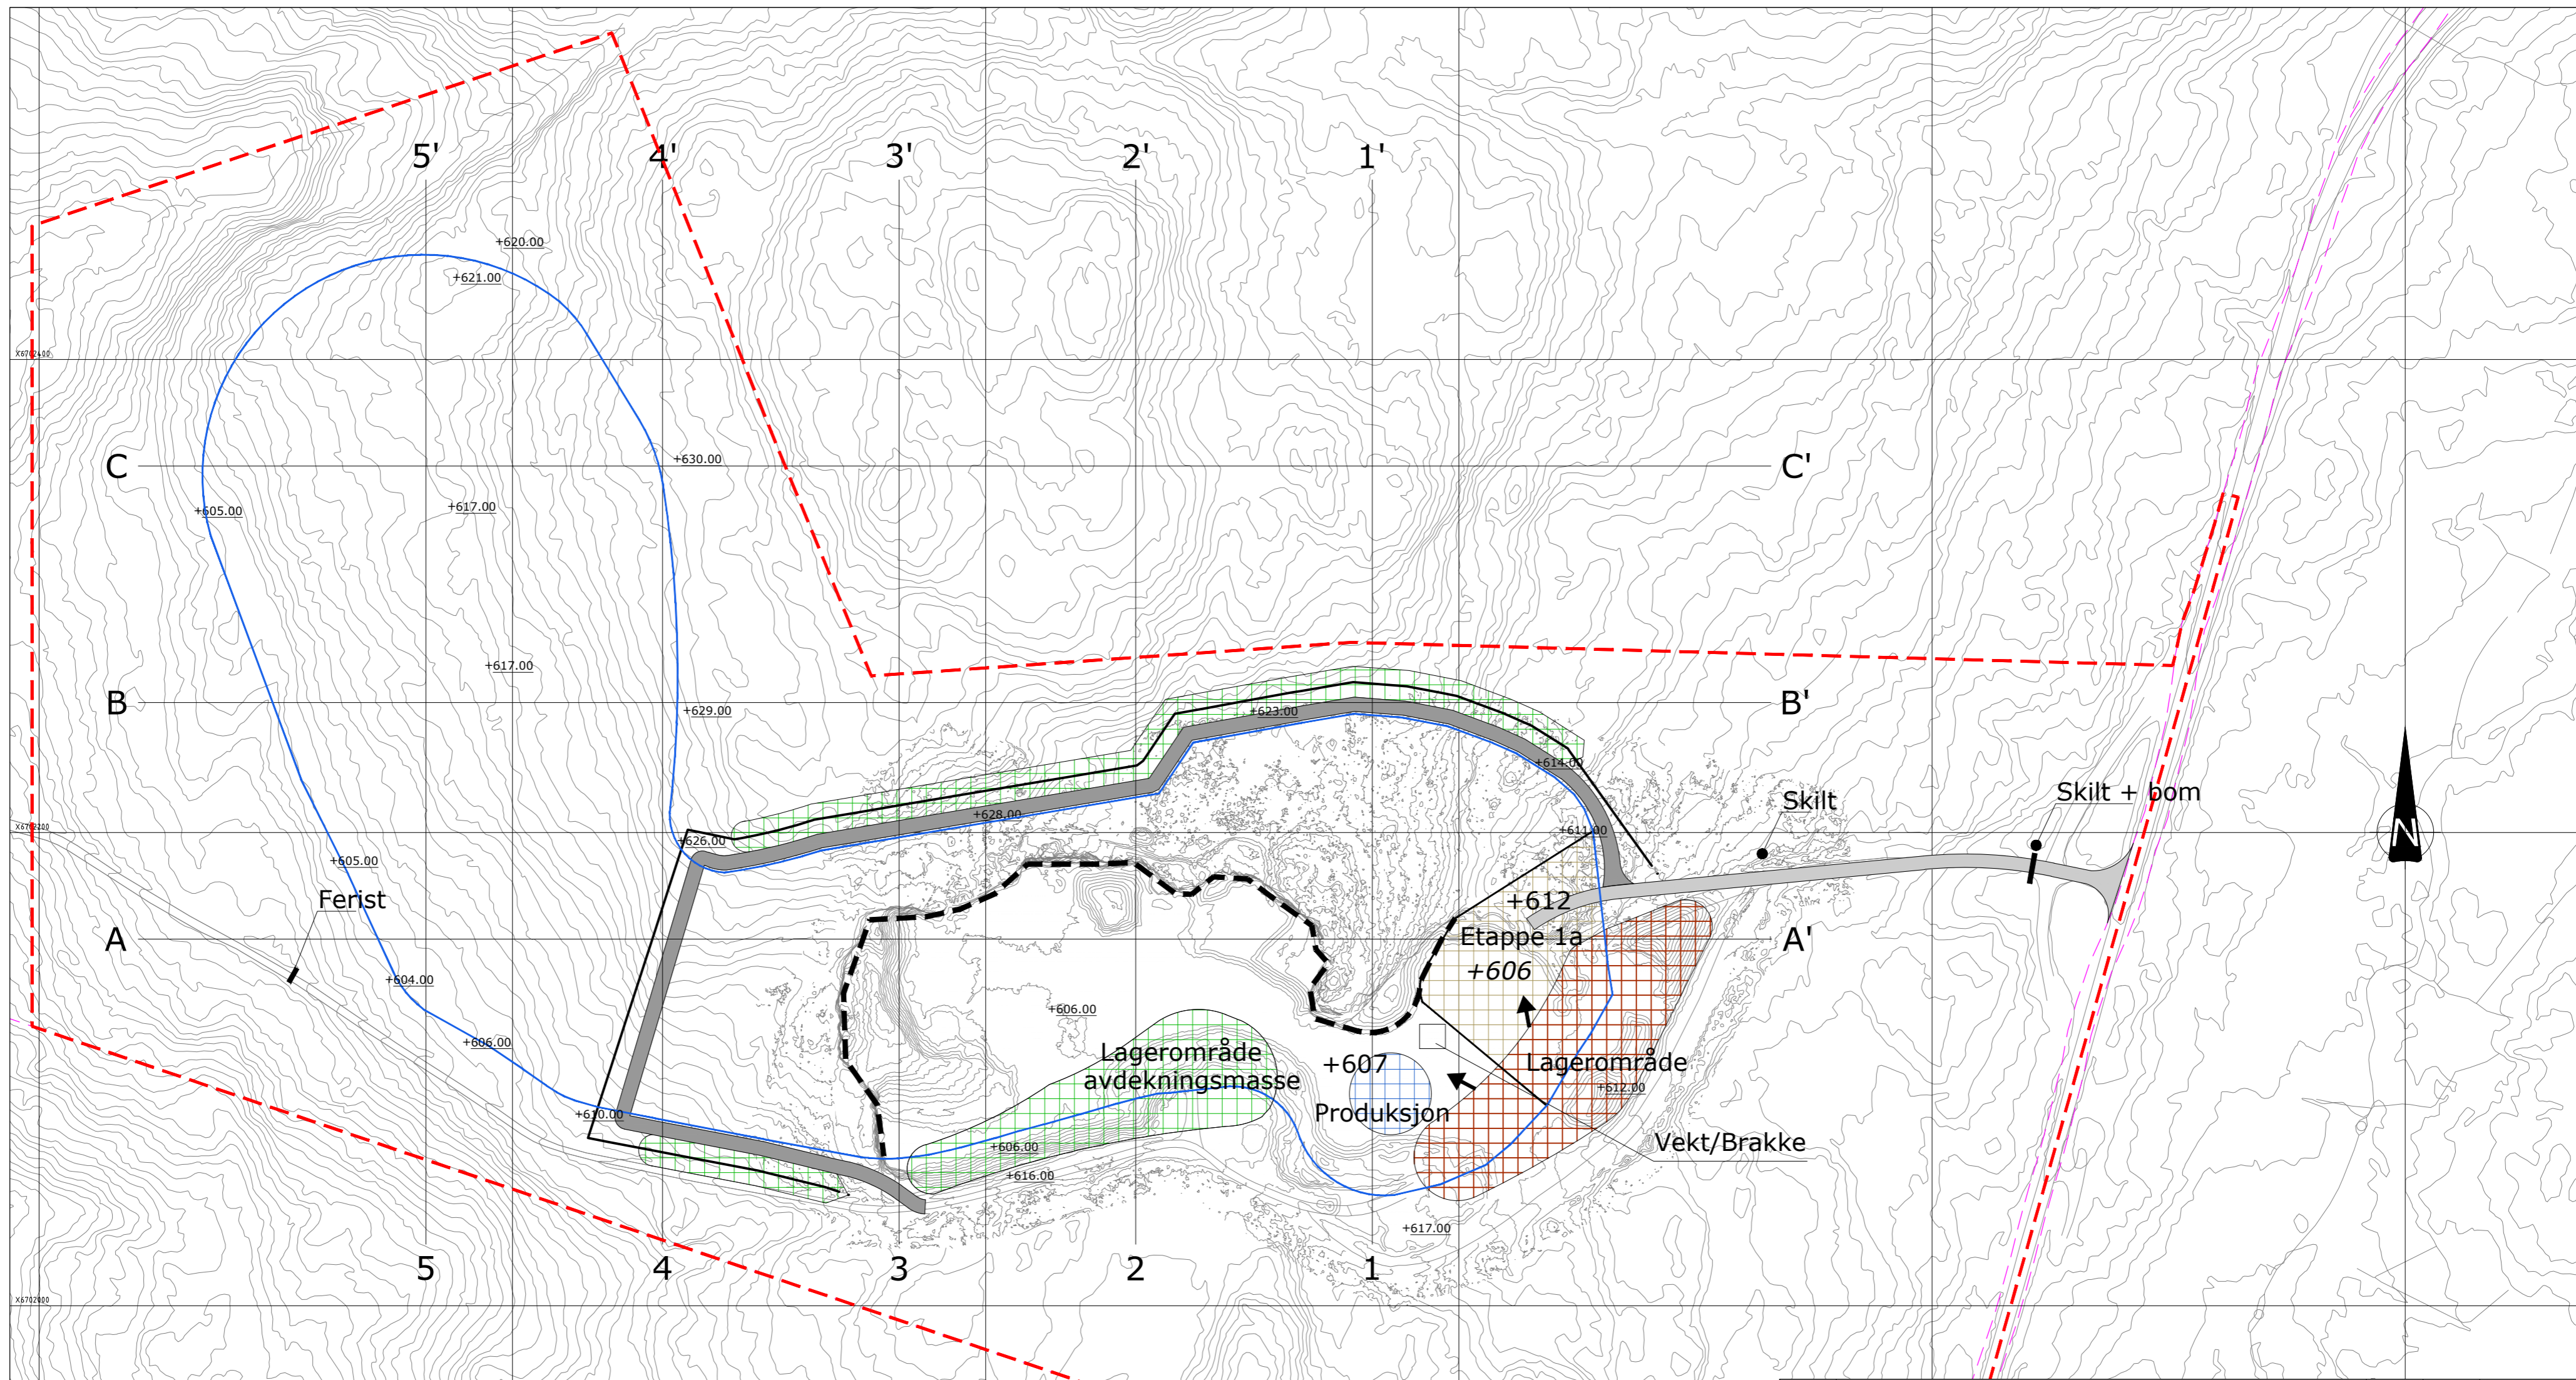 5'
4'
3'
2'
1'
+620.00
+621.00
X6702400
C
+630.00
C'
+605.00
+617.00
+617.00
B
+629.00
+623.00
B'
+614.00
Skilt
Skilt + bom
+628.00
X6702200
+611.00
N
+626.00
+605.00
Ferist
+612
A
Etappe 1a
A'
+606
+604.00
+606.00
+606.00
Lagerområde
avdekningsmasse
+607
Lagerområde
+612.00
+610.00
Produksjon
+606.00
Vekt/Brakke
+616.00
+617.00
5
4
3
2
1
X6702000